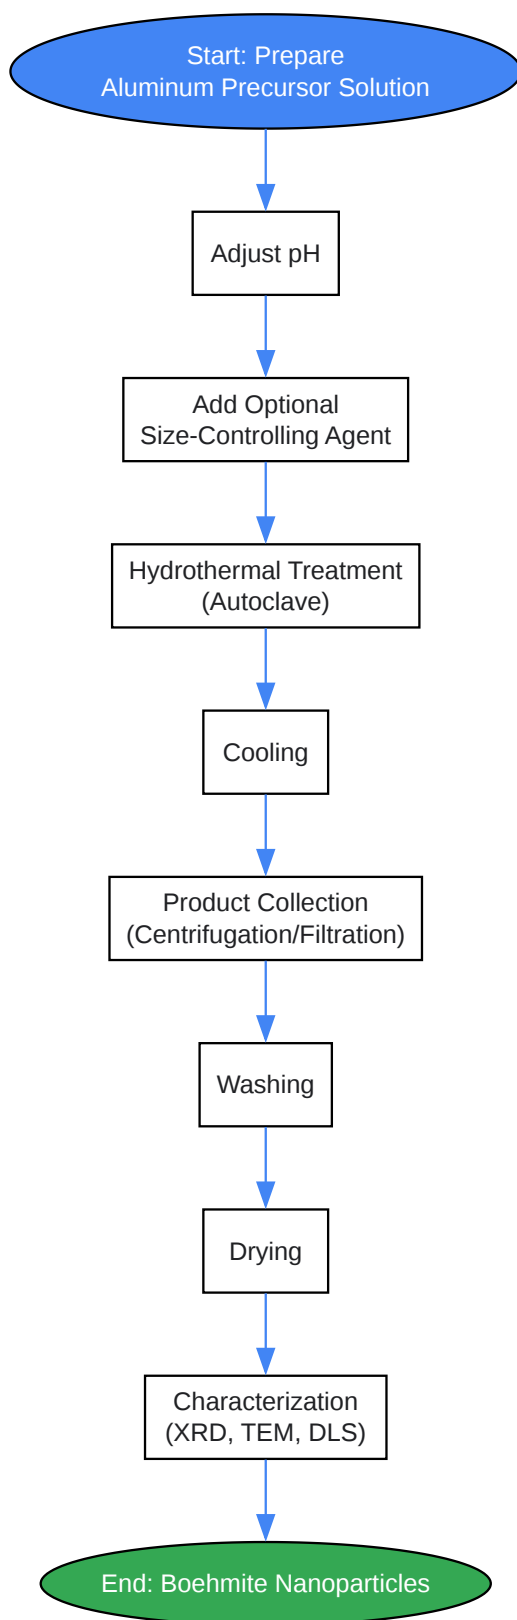 Start: Prepare
Aluminum Precursor Solution
Adjust pH
Add Optional
Size-Controlling Agent
Hydrothermal Treatment
(Autoclave)
Cooling
Product Collection
(Centrifugation/Filtration)
Washing
Drying
Characterization
(XRD, TEM, DLS)
End: Boehmite Nanoparticles